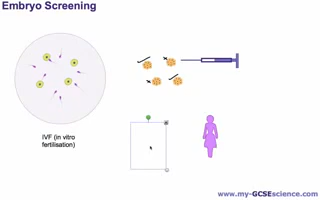 Embryo Screening
IVF (in vitro
fertilisation)
www.my-GCSEscience.com